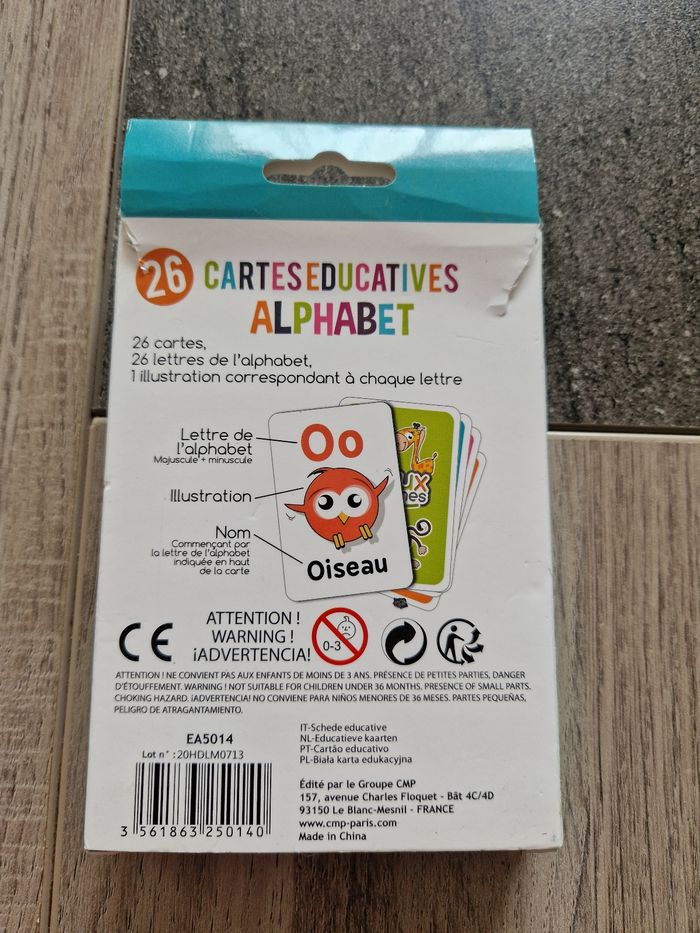 26 CARTES EDUCATIVES
ALPHABET
26 cartes,
26 lettres de l'alphabet,
1 illustration correspondant à chaque lettre
Lettre de
l'alphabet
Majuscule + minuscule
Illustration
Nom
Commençant par
la lettre de l'alphabet
indiquée en haut
de la carte
Oo
Oiseau
CE
ATTENTION !
WARNING !
¡ADVERTENCIA!
0-3
ATTENTION ! NE CONVIENT PAS AUX ENFANTS DE MOINS DE 3 ANS. PRÉSENCE DE PETITES PARTIES, DANGER
D'ÉTOUFFEMENT. WARNING ! NOT SUITABLE FOR CHILDREN UNDER 36 MONTHS. PRESENCE OF SMALL PARTS.
CHOKING HAZARD. ¡ADVERTENCIA! NO CONVIENE PARA NIÑOS MENORES DE 36 MESES. PARTES PEQUEÑAS,
PELIGRO DE ATRAGANTAMIENTO.
EA5014
Lot n° : 20HDLM0713
3 561863 250140
IT-Schede educative
NL-Educatieve kaarten
PT-Cartão educativo
PL-Biała karta edukacyjna
Édité par le Groupe CMP
157, avenue Charles Floquet - Bât 4C/4D
93150 Le Blanc-Mesnil - FRANCE
www.cmp-paris.com
Made in China